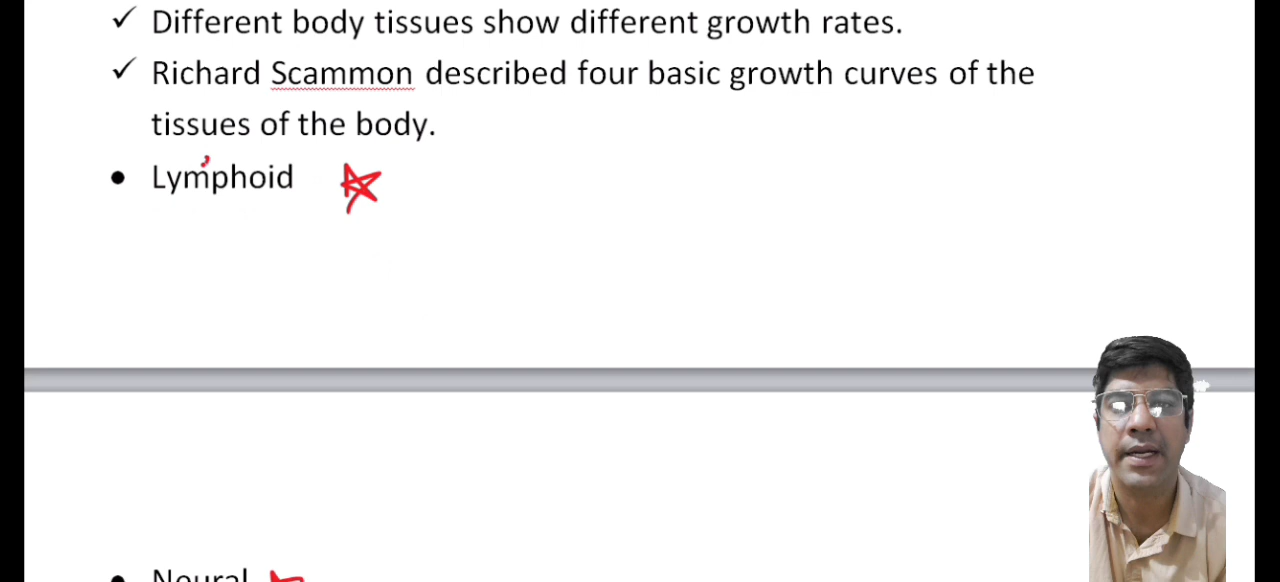 ✓ Different body tissues show different growth rates.
✓ Richard Scammon described four basic growth curves of the
tissues of the body.
• Lymphoid
• Neural